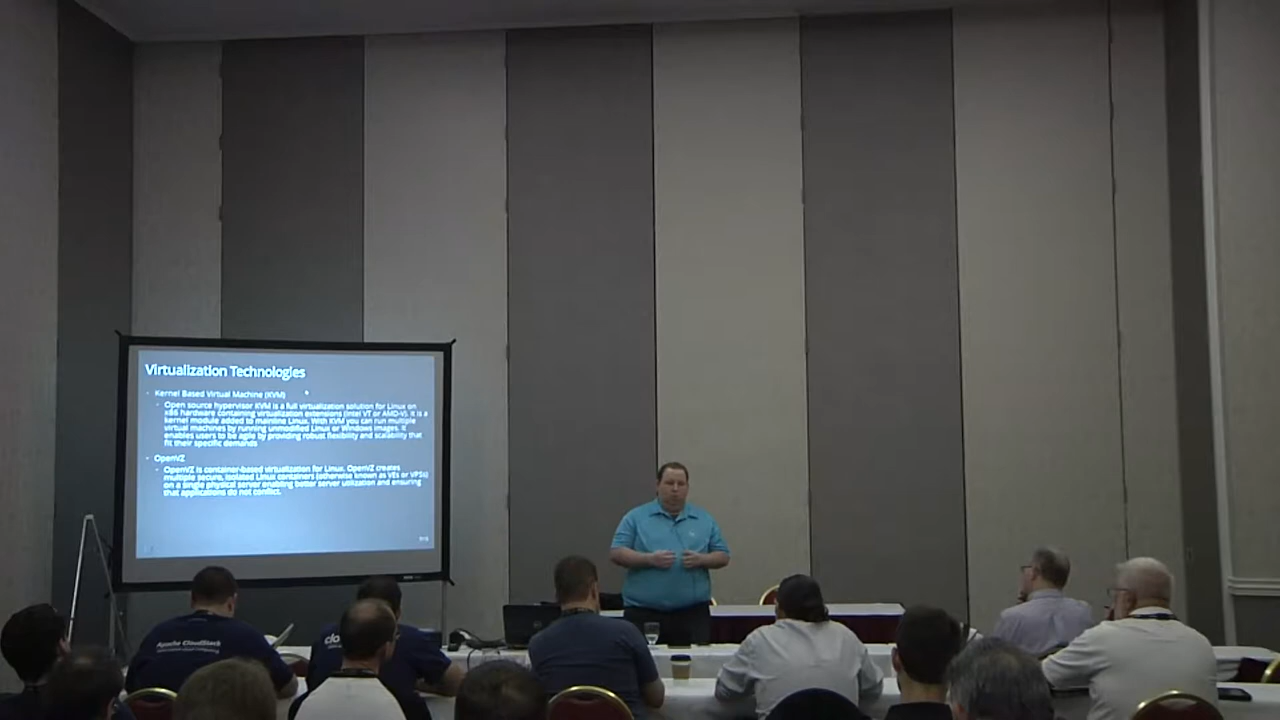 Virtualization Technologies
Kernel Based Virtual Machine (KVM)
Open source hypervisor KVM is a full virtualization solution for Linux on
x86 hardware containing virtualization extensions (Intel VT or AMD-V). It is a
kernel module added to mainline Linux. With KVM you can run multiple
virtual machines by running unmodified Linux or Windows images. It
enables users to be agile by providing robust flexibility and scalability that
fit their specific demands
OpenVZ
OpenVZ is container-based virtualization for Linux. OpenVZ creates
multiple secure, isolated Linux containers (otherwise known as VEs or VPSs)
on a single physical server enabling better server utilization and ensuring
that applications do not conflict.
Apache CloudStack
clo